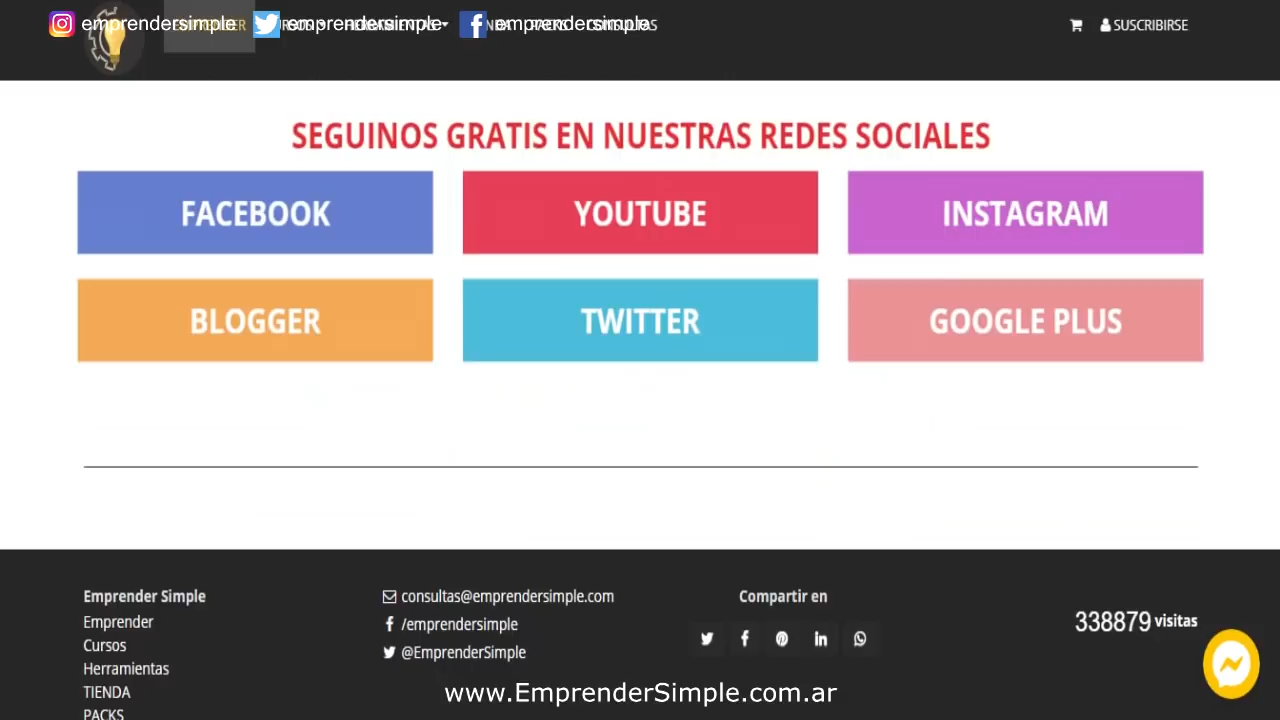 emprendersimple emprendersimple emprendersimple
SUSCRIBIRSE
SEGUINOS GRATIS EN NUESTRAS REDES SOCIALES
FACEBOOK YOUTUBE INSTAGRAM
BLOGGER TWITTER GOOGLE PLUS
Emprender Simple
Emprender
Cursos
Herramientas
TIENDA
PACKS
consultas@emprendersimple.com
/emprendersimple
@EmprenderSimple
Compartir en
338879 visitas
www.EmprenderSimple.com.ar